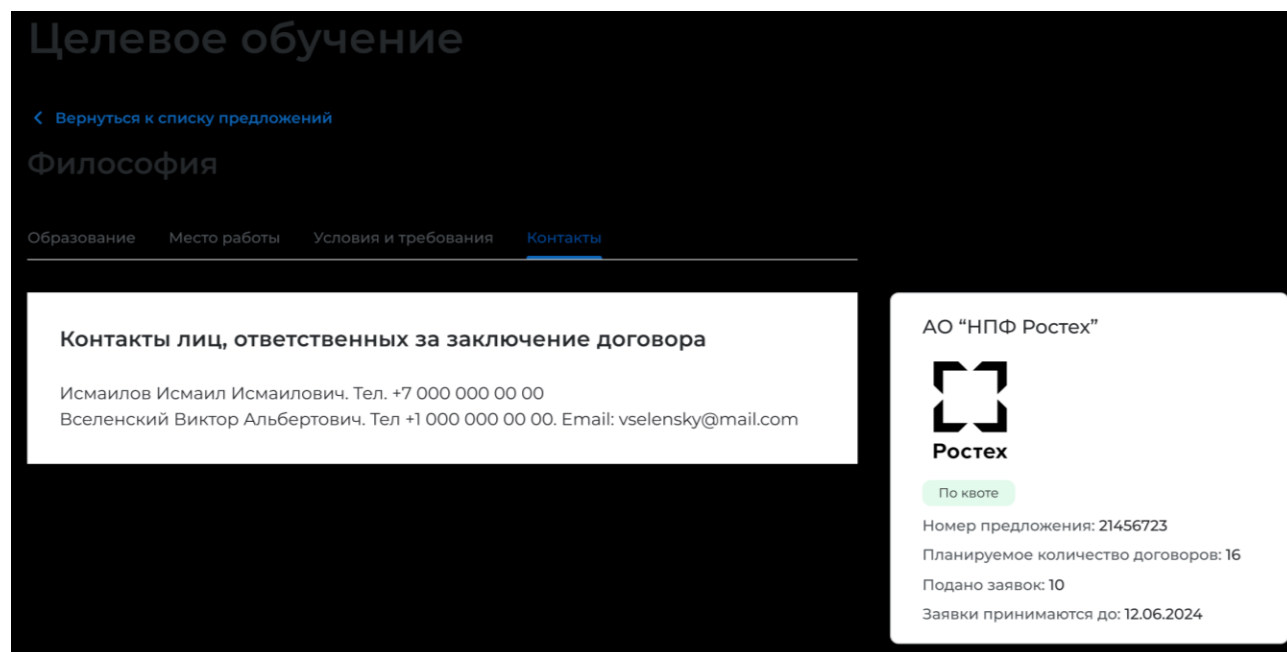 Целевое обучение
Вернуться к списку предложений
Философия
Образование Место работы Условия и требования Контакты
Контакты лиц, ответственных за заключение договора
Исмаилов Исмаил Исмаилович. Тел. +7 000 000 00 00
Вселенский Виктор Альбертович. Тел +1 000 000 00 00. Email: vselensky@mail.com
АО “НПФ Ростех”
Ростех
По квоте
Номер предложения: 21456723
Планируемое количество договоров: 16
Подано заявок: 10
Заявки принимаются до: 12.06.2024